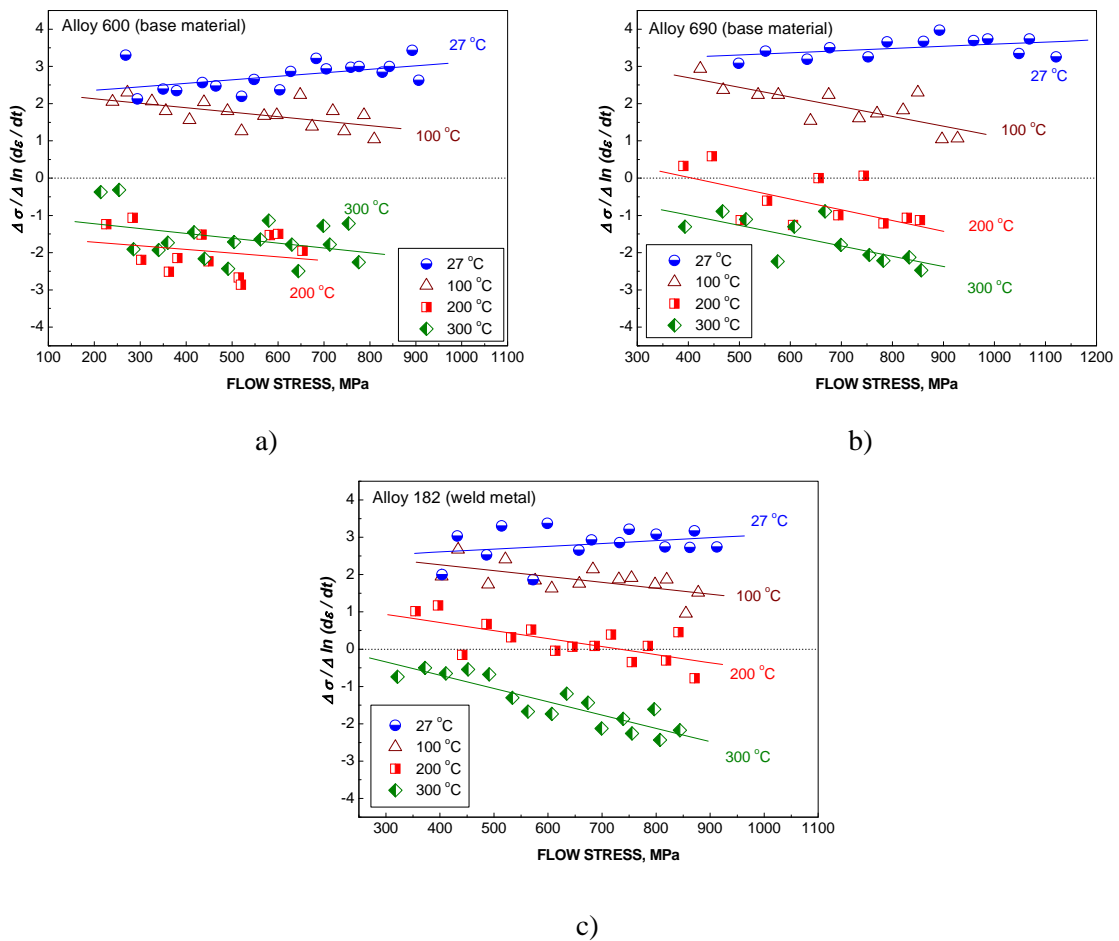 Alloy 600 (base material)
Δ σ / Δ ln (dε / dt)
4
3
2
1
0
-1
-2
-3
-4
27 °C
100 °C
300 °C
200 °C
27 °C
100 °C
200 °C
300 °C
100 200 300 400 500 600 700 800 900 1000 1100
FLOW STRESS, MPa
a)
Alloy 690 (base material)
Δ σ / Δ ln (dε / dt)
4
3
2
1
0
-1
-2
-3
-4
27 °C
100 °C
200 °C
300 °C
27 °C
100 °C
200 °C
300 °C
300 400 500 600 700 800 900 1000 1100 1200
FLOW STRESS, MPa
b)
Alloy 182 (weld metal)
Δ σ / Δ ln (dε / dt)
4
3
2
1
0
-1
-2
-3
-4
27 °C
100 °C
200 °C
300 °C
27 °C
100 °C
200 °C
300 °C
300 400 500 600 700 800 900 1000 1100
FLOW STRESS, MPa
c)